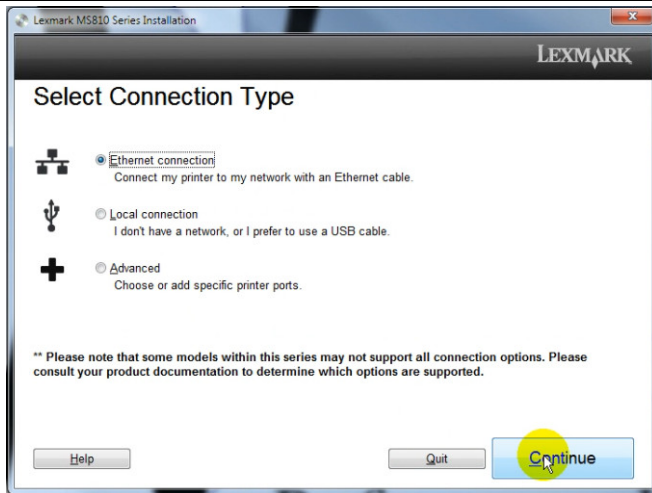 Lexmark MS810 Series Installation
LEXMARK
Select Connection Type
Ethernet connection
Connect my printer to my network with an Ethernet cable.
Local connection
I don't have a network, or I prefer to use a USB cable.
Advanced
Choose or add specific printer ports.
** Please note that some models within this series may not support all connection options. Please
consult your product documentation to determine which options are supported.
Help
Quit
Continue